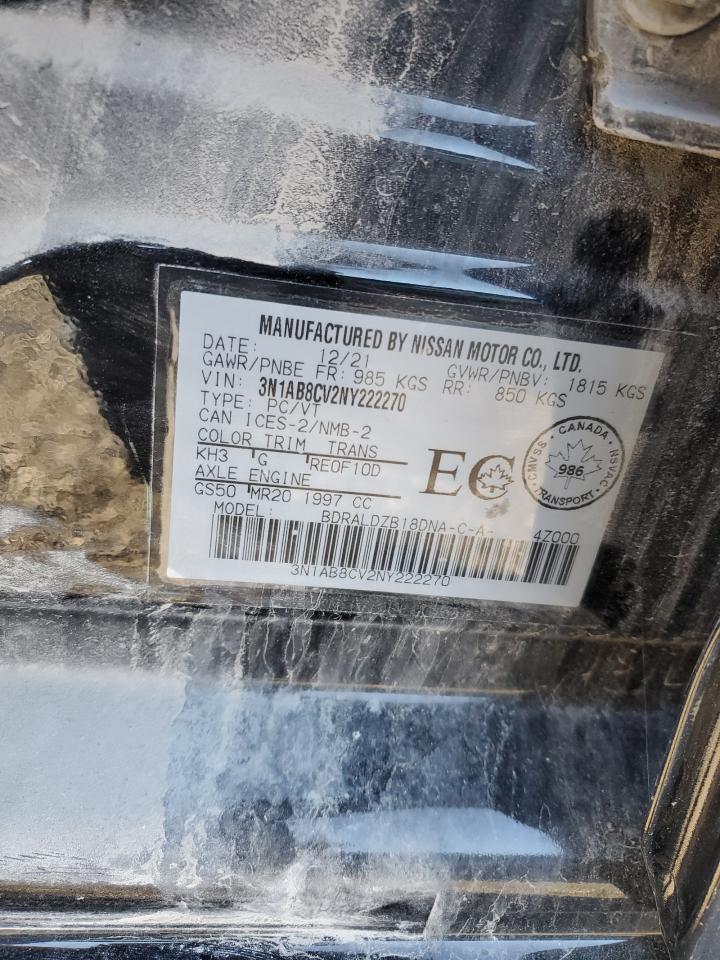 MANUFACTURED BY NISSAN MOTOR CO., LTD.
DATE: 12/21 GVWR/PNBV: 1815 KGS
GAWR/PNBE FR: 985 KGS RR: 850 KGS
VIN: 3N1AB8CV2NY222270
TYPE: PC/VT
CAN ICES-2/NMB-2
COLOR TRIM TRANS
KH3 G RE0F10D
AXLE ENGINE
GS50 MR20 1997 CC
EC
CMVSS - CANADA - NSVAC
986
TRANSPORT
MODEL: BDRALDZB18DNA-C-A- 4Z000
3N1AB8CV2NY222270